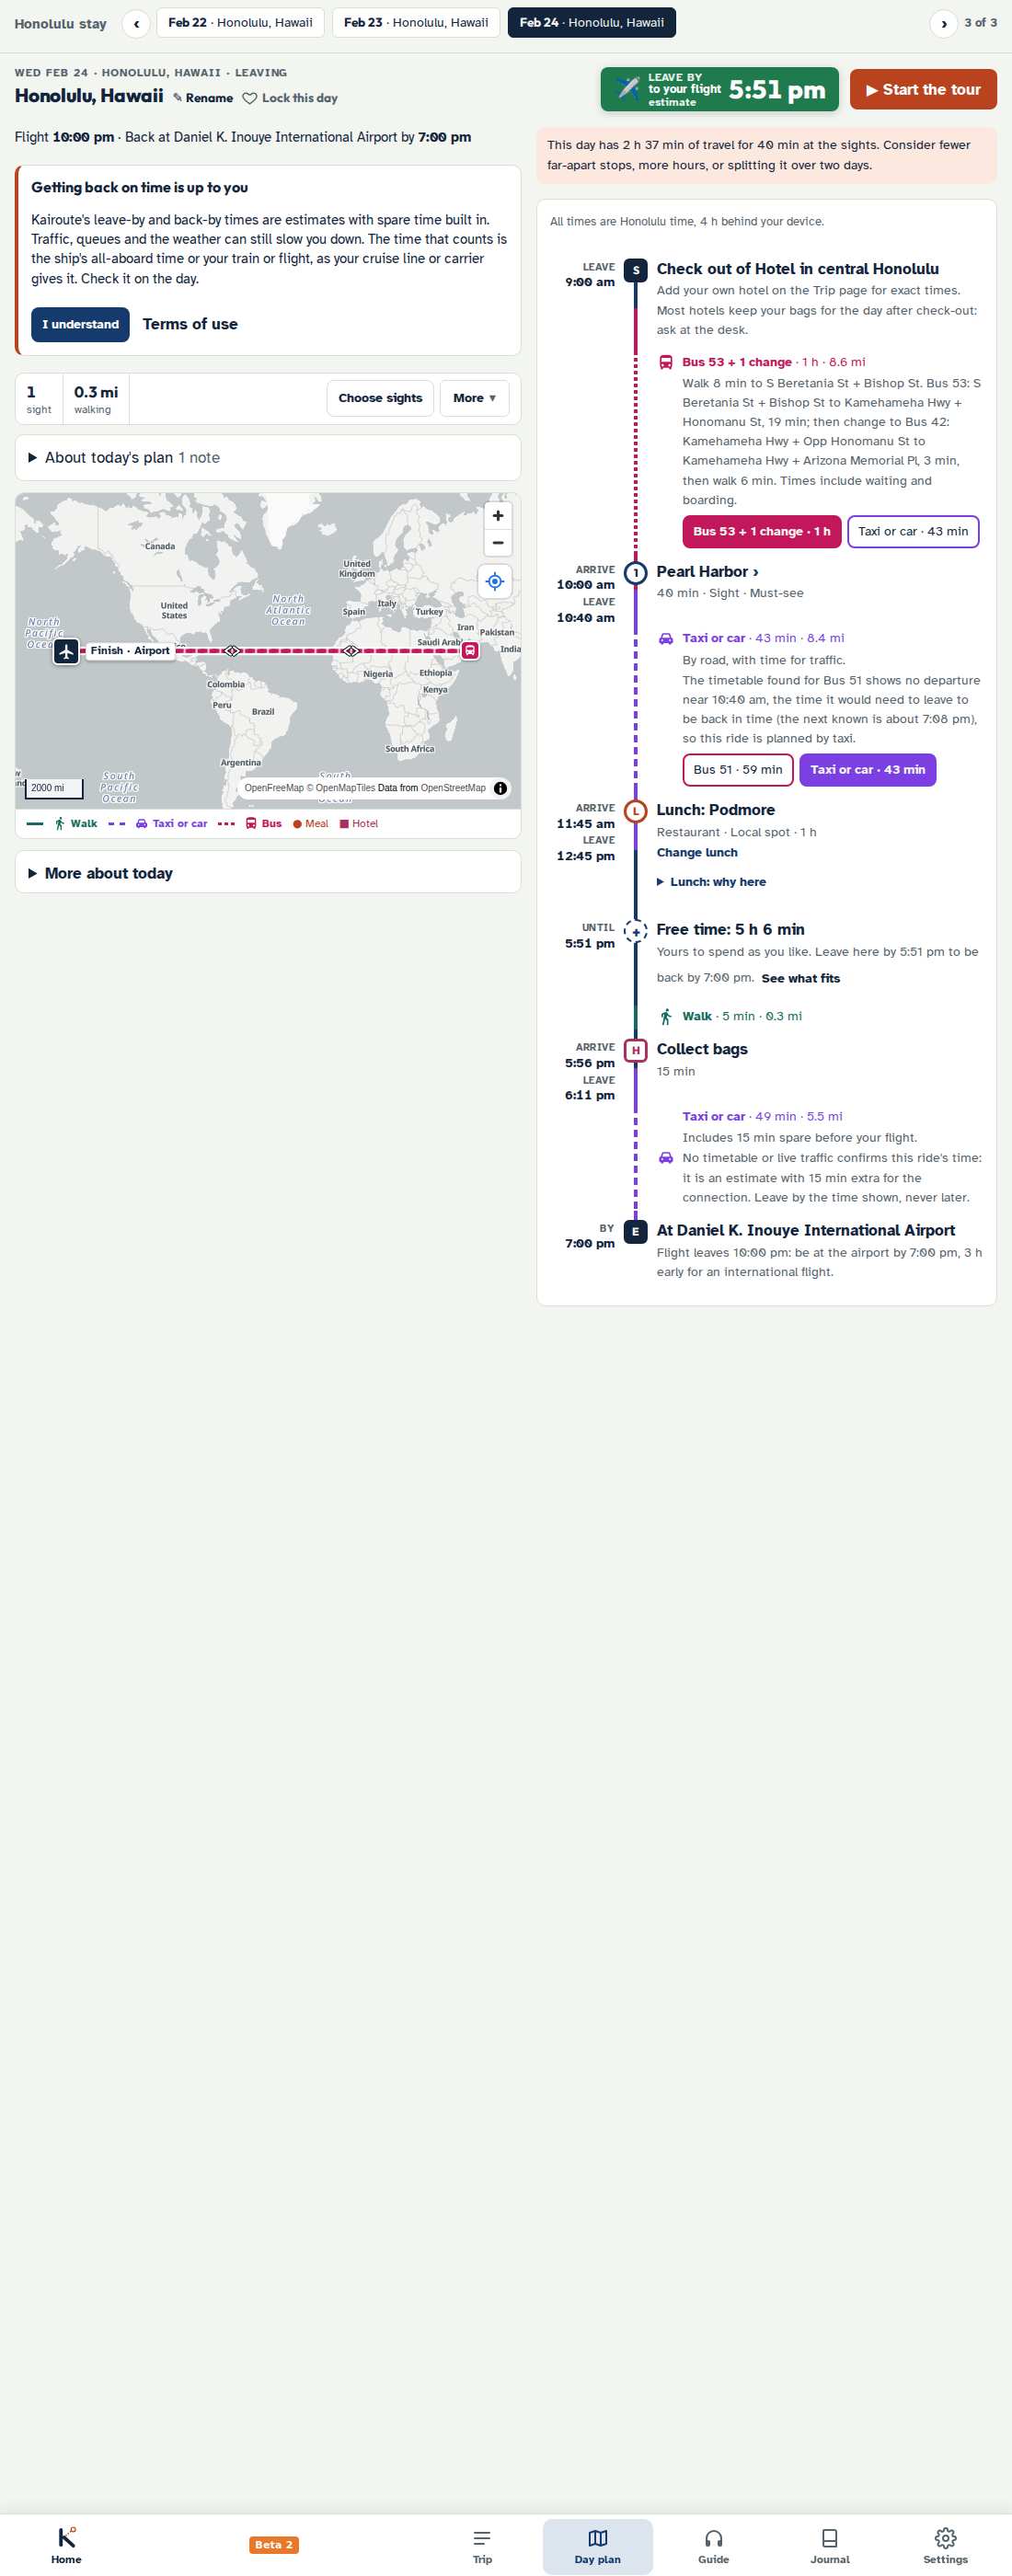 Honolulu stay
‹
Feb 22 · Honolulu, Hawaii
Feb 23 · Honolulu, Hawaii
Feb 24 · Honolulu, Hawaii
›
3 of 3
WED FEB 24 · HONOLULU, HAWAII · LEAVING
Honolulu, Hawaii
✎ Rename
Lock this day
LEAVE BY
to your flight
estimate
5:51 pm
▶ Start the tour
Flight 10:00 pm · Back at Daniel K. Inouye International Airport by 7:00 pm
Getting back on time is up to you
Kairoute's leave-by and back-by times are estimates with spare time built in.
Traffic, queues and the weather can still slow you down. The time that counts is
the ship's all-aboard time or your train or flight, as your cruise line or carrier
gives it. Check it on the day.
I understand
Terms of use
1
sight
0.3 mi
walking
Choose sights
More ▼
▶ About today's plan 1 note
Canada
United
Kingdom
United
States
North
Atlantic
Ocean
Spain
Italy
Turkey
North
Pacific
Iran
Pakistan
India
Finish · Airport
Nigeria
Ethiopia
Kenya
Colombia
Peru
Brazil
South Africa
Argentina
South
Pacific
Ocean
South
+
−
2000 mi
OpenFreeMap © OpenMapTiles Data from OpenStreetMap
Walk
Taxi or car
Bus
Meal
Hotel
▶ More about today
This day has 2 h 37 min of travel for 40 min at the sights. Consider fewer
far-apart stops, more hours, or splitting it over two days.
All times are Honolulu time, 4 h behind your device.
LEAVE
9:00 am
S
Check out of Hotel in central Honolulu
Add your own hotel on the Trip page for exact times.
Most hotels keep your bags for the day after check-out:
ask at the desk.
Bus 53 + 1 change · 1 h · 8.6 mi
Walk 8 min to S Beretania St + Bishop St. Bus 53: S
Beretania St + Bishop St to Kamehameha Hwy +
Honomanu St, 19 min; then change to Bus 42:
Kamehameha Hwy + Opp Honomanu St to
Kamehameha Hwy + Arizona Memorial Pl, 3 min,
then walk 6 min. Times include waiting and
boarding.
Bus 53 + 1 change · 1 h
Taxi or car · 43 min
ARRIVE
10:00 am
LEAVE
10:40 am
1
Pearl Harbor ›
40 min · Sight · Must-see
Taxi or car · 43 min · 8.4 mi
By road, with time for traffic.
The timetable found for Bus 51 shows no departure
near 10:40 am, the time it would need to leave to
be back in time (the next known is about 7:08 pm),
so this ride is planned by taxi.
Bus 51 · 59 min
Taxi or car · 43 min
ARRIVE
11:45 am
LEAVE
12:45 pm
L
Lunch: Podmore
Restaurant · Local spot · 1 h
Change lunch
▶ Lunch: why here
UNTIL
5:51 pm
+
Free time: 5 h 6 min
Yours to spend as you like. Leave here by 5:51 pm to be
back by 7:00 pm. See what fits
Walk · 5 min · 0.3 mi
ARRIVE
5:56 pm
LEAVE
6:11 pm
H
Collect bags
15 min
Taxi or car · 49 min · 5.5 mi
Includes 15 min spare before your flight.
No timetable or live traffic confirms this ride's time:
it is an estimate with 15 min extra for the
connection. Leave by the time shown, never later.
BY
7:00 pm
E
At Daniel K. Inouye International Airport
Flight leaves 10:00 pm: be at the airport by 7:00 pm, 3 h
early for an international flight.
Home
Beta 2
Trip
Day plan
Guide
Journal
Settings